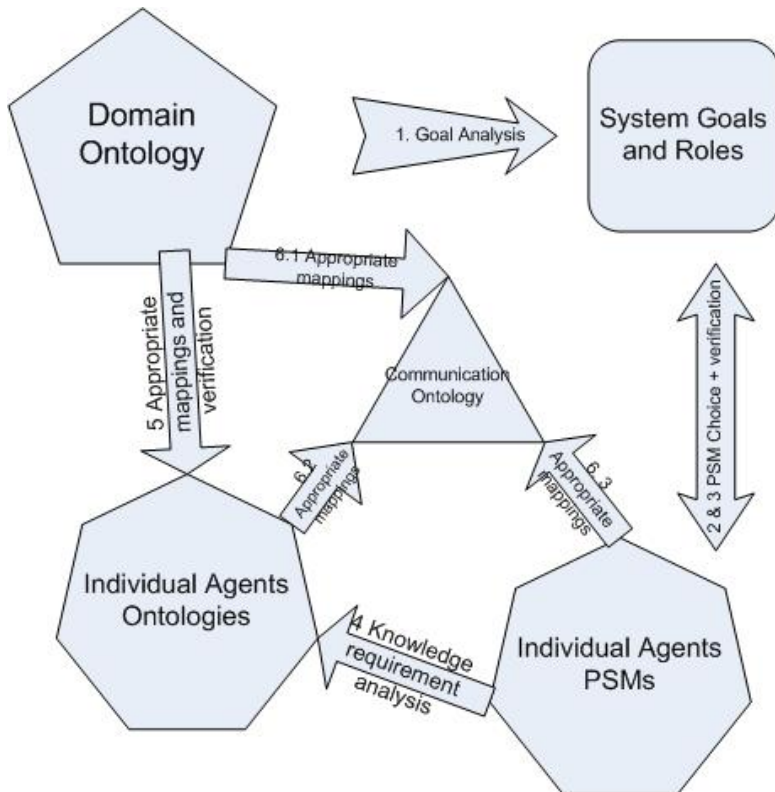 Domain
Ontology
1. Goal Analysis
System Goals
and Roles
6.1 Appropriate
mappings
5 Appropriate
mappings and
verification
Communication
Ontology
2 & 3 PSM Choice + verification
6.2
Appropriate
mappings
6.3
Appropriate
mappings
Individual Agents
Ontologies
4 Knowledge
requirement
analysis
Individual Agents
PSMs